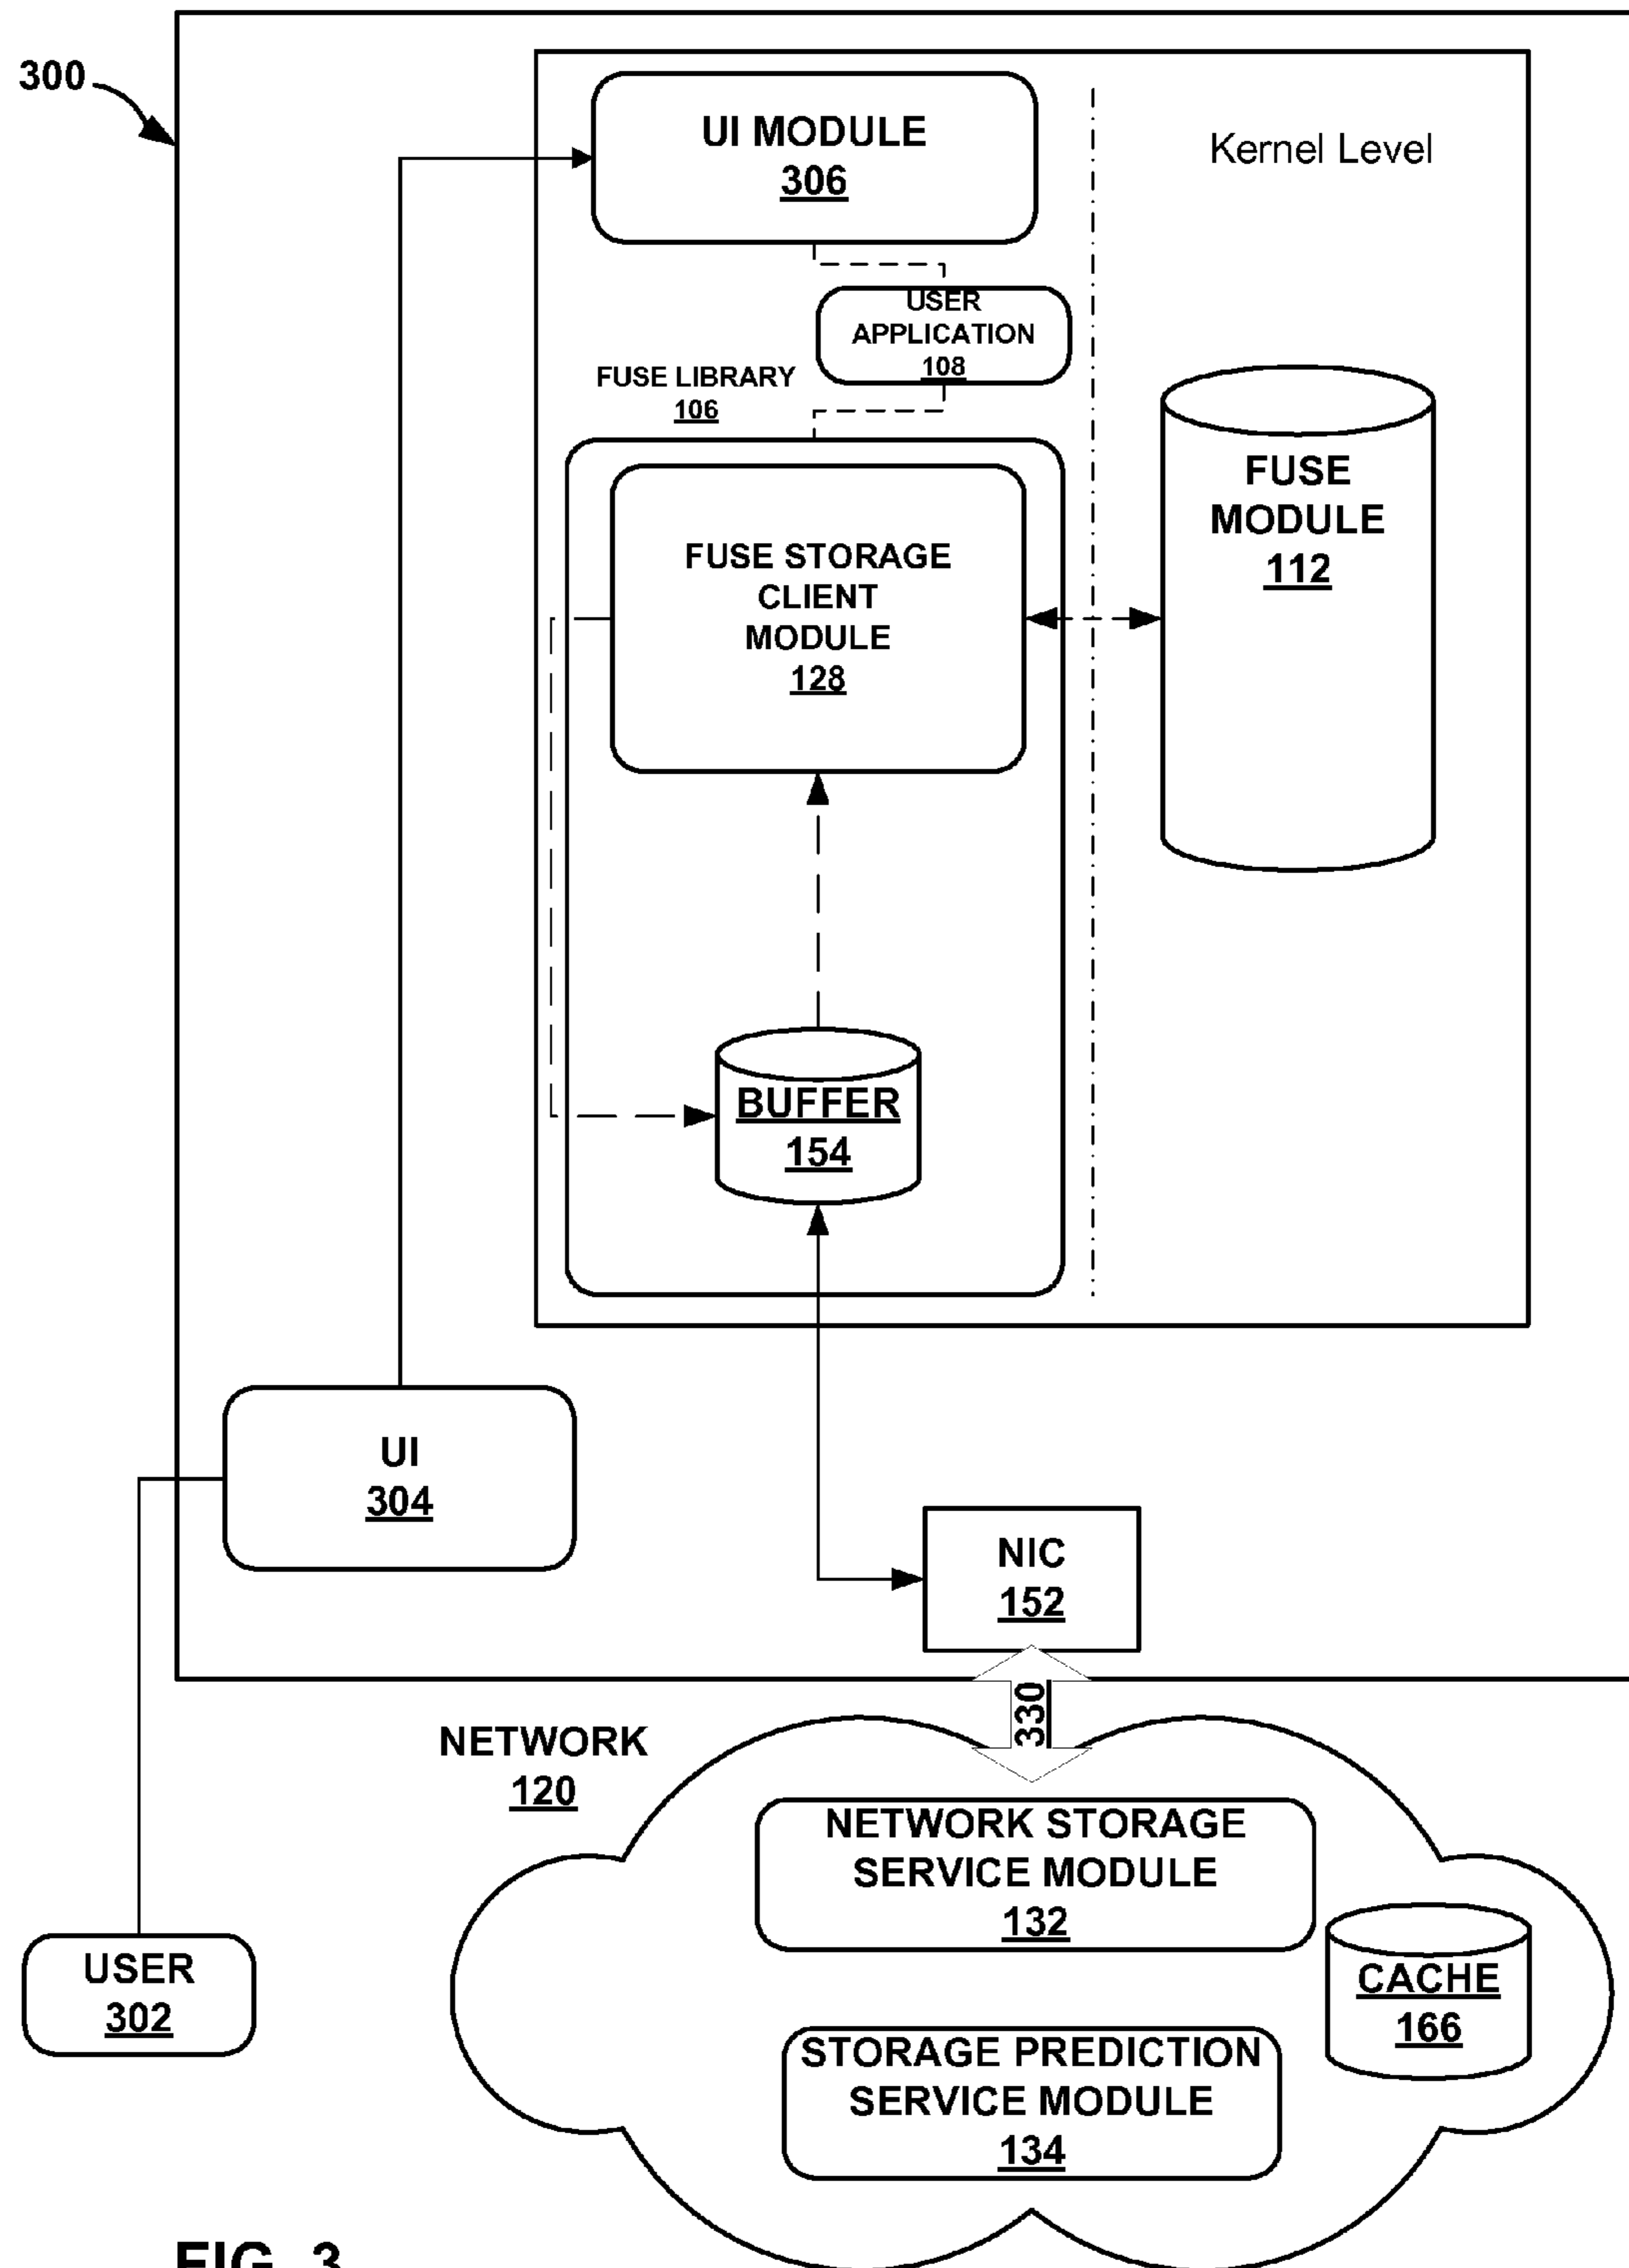 300
UI MODULE
306
Kernel Level
USER
APPLICATION
108
FUSE LIBRARY
106
FUSE
MODULE
112
FUSE STORAGE
CLIENT
MODULE
128
BUFFER
154
UI
304
NIC
152
330
NETWORK
120
NETWORK STORAGE
SERVICE MODULE
132
CACHE
166
USER
302
STORAGE PREDICTION
SERVICE MODULE
134
FIG. 3